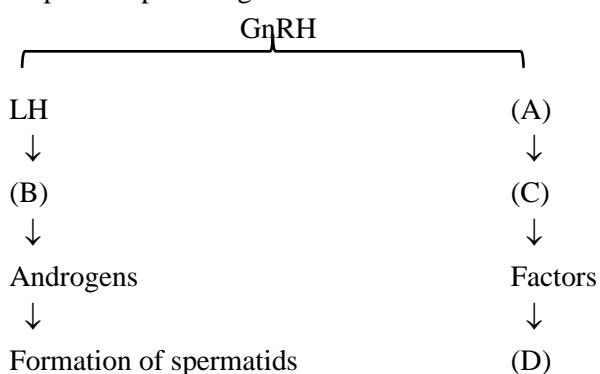 GnRH
LH (A)
↓ ↓
(B) (C)
↓ ↓
Androgens Factors
↓ ↓
Formation of spermatids (D)